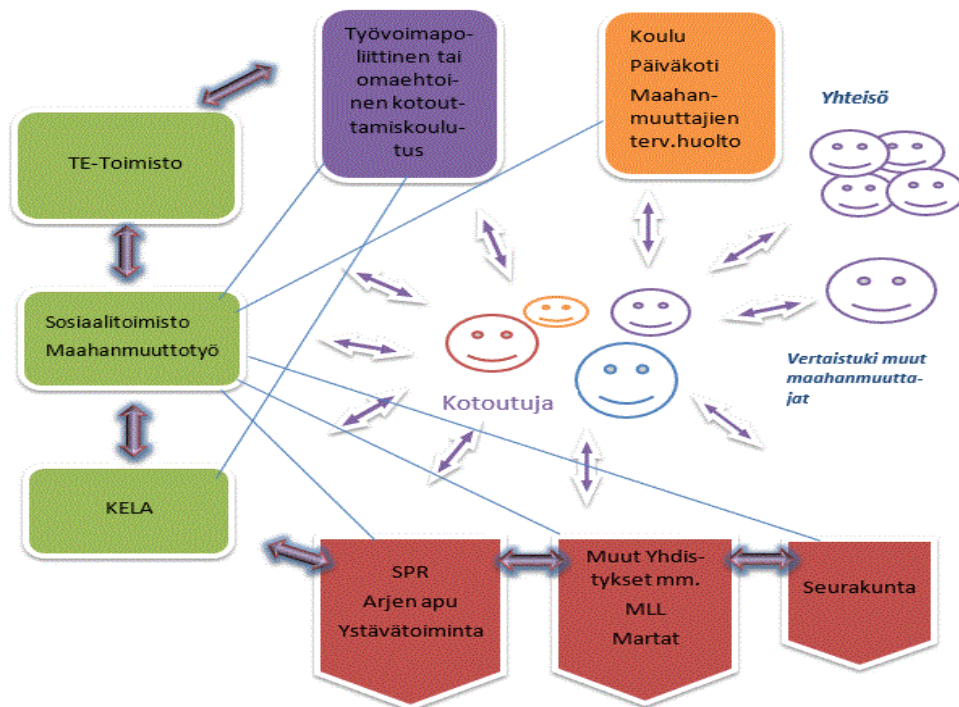 Työvoimapo-
liittinen tai
omaehtoi-
nen kotout-
tamiskoulu-
tus
Koulu
Päiväkoti
Maahan-
muuttajien
terv.huolto
Yhteisö
TE-Toimisto
Sosiaalitoimisto
Maahanmuuttotyö
Vertaistuki muut
maahanmuutta-
jat
Kotoutuja
KELA
SPR
Arjen apu
Ystävätoiminta
Muut Yhdis-
tykset mm.
MLL
Martat
Seurakunta